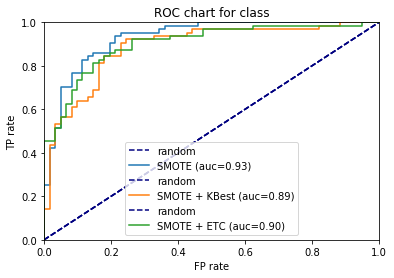 ROC chart for class
1.0
0.8
0.6
0.4
0.2
0.0
TP rate
random
SMOTE (auc=0.93)
random
SMOTE + KBest (auc=0.89)
random
SMOTE + ETC (auc=0.90)
0.0 0.2 0.4 0.6 0.8 1.0
FP rate